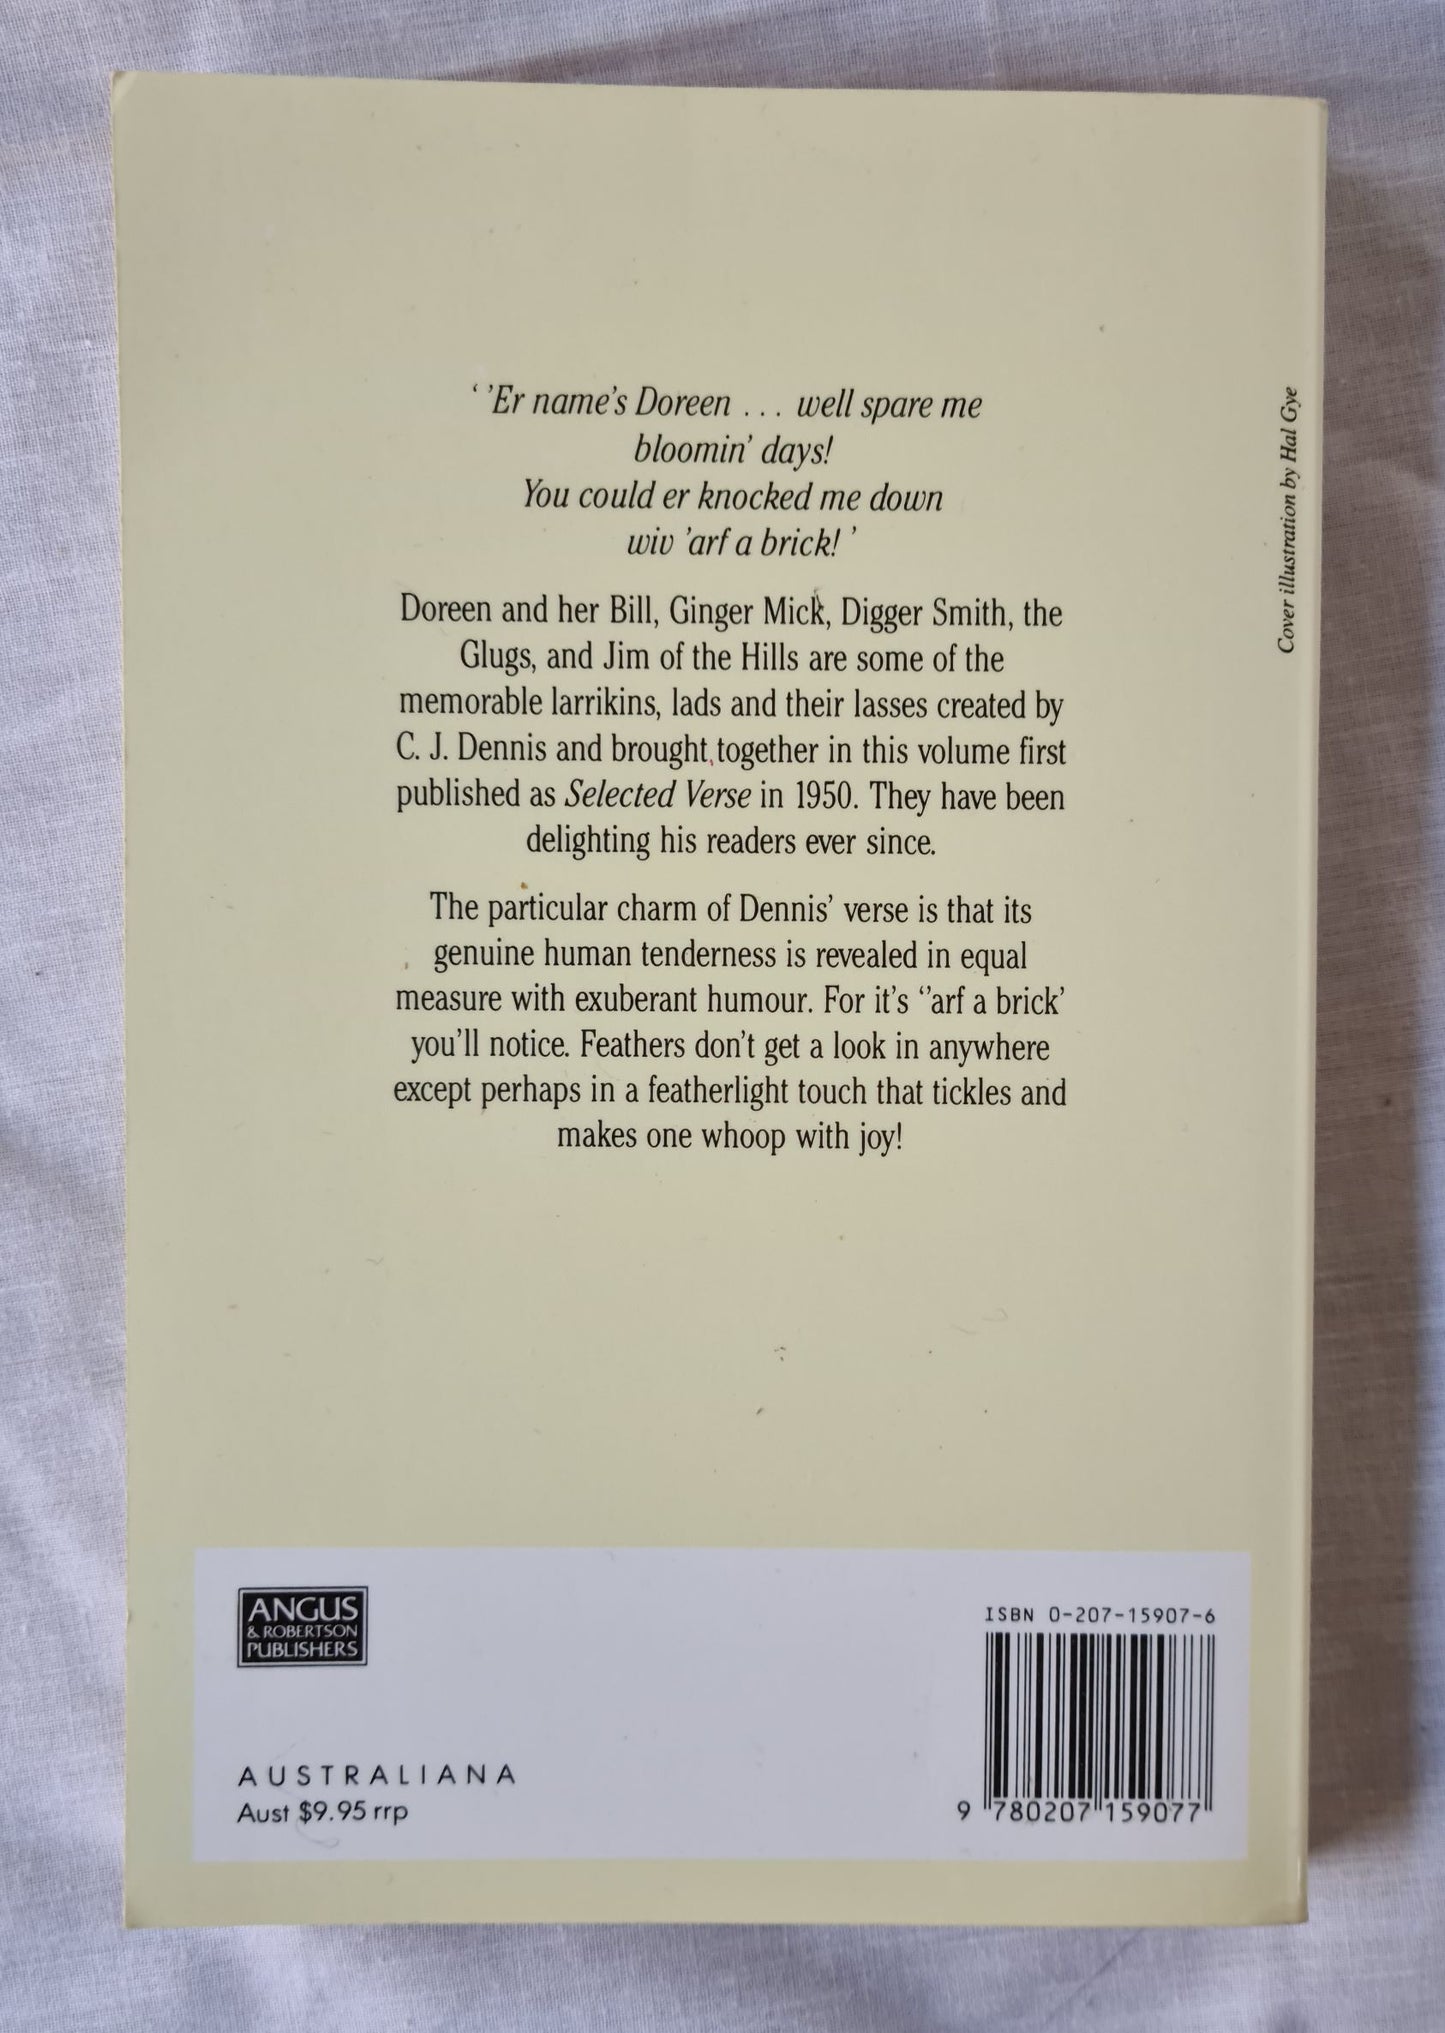 ‘ ’Er name’s Doreen . . . well spare me
bloomin’ days!
You could er knocked me down
wiv ’arf a brick! ’
Doreen and her Bill, Ginger Mick, Digger Smith, the
Glugs, and Jim of the Hills are some of the
memorable larrikins, lads and their lasses created by
C. J. Dennis and brought together in this volume first
published as Selected Verse in 1950. They have been
delighting his readers ever since.
The particular charm of Dennis’ verse is that its
genuine human tenderness is revealed in equal
measure with exuberant humour. For it’s ‘’arf a brick’
you’ll notice. Feathers don’t get a look in anywhere
except perhaps in a featherlight touch that tickles and
makes one whoop with joy!
Cover illustration by Hal Gye
ANGUS
& ROBERTSON
PUBLISHERS
AUSTRALIANA
Aust $9.95 rrp
ISBN 0-207-15907-6
9 780207 159077